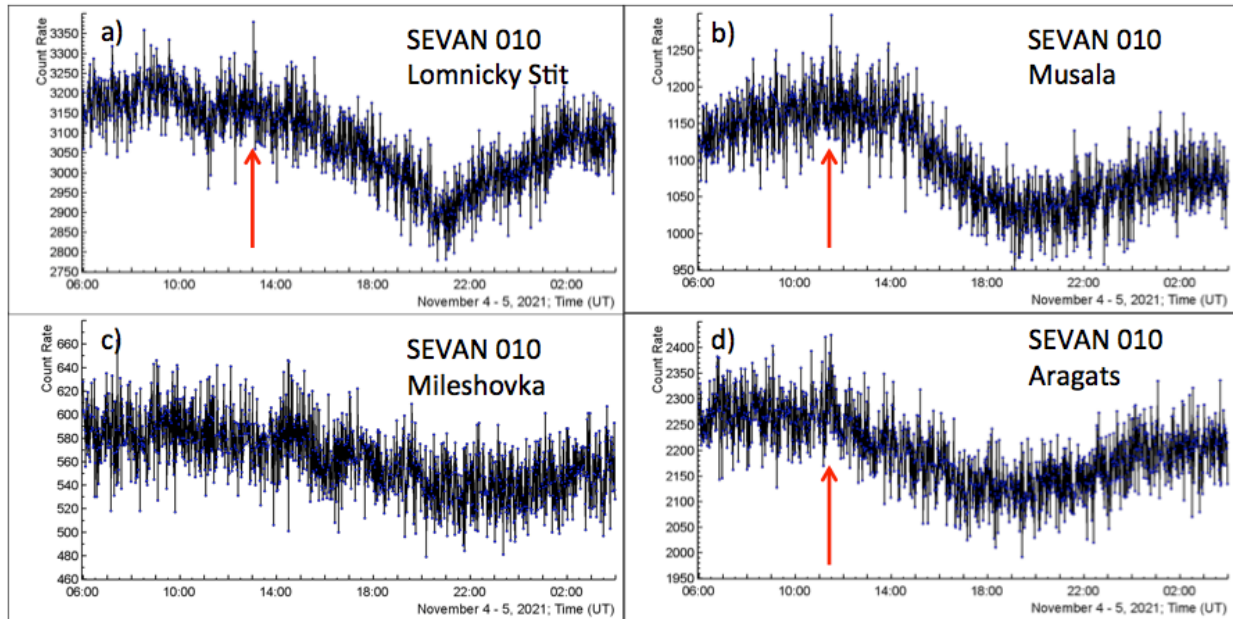 a)
SEVAN 010
Lomnicky Stit
Count Rate
3350
3300
3250
3200
3150
3100
3050
3000
2950
2900
2850
2800
2750
06:00 10:00 14:00 18:00 22:00 02:00
November 4 - 5, 2021; Time (UT)
b)
SEVAN 010
Musala
Count Rate
1250
1200
1150
1100
1050
1000
950
06:00 10:00 14:00 18:00 22:00 02:00
November 4 - 5, 2021; Time (UT)
c)
SEVAN 010
Mileshovka
Count Rate
660
640
620
600
580
560
540
520
500
480
460
06:00 10:00 14:00 18:00 22:00 02:00
November 4 - 5, 2021; Time (UT)
d)
SEVAN 010
Aragats
Count Rate
2400
2350
2300
2250
2200
2150
2100
2050
2000
1950
06:00 10:00 14:00 18:00 22:00 02:00
November 4 - 5, 2021; Time (UT)